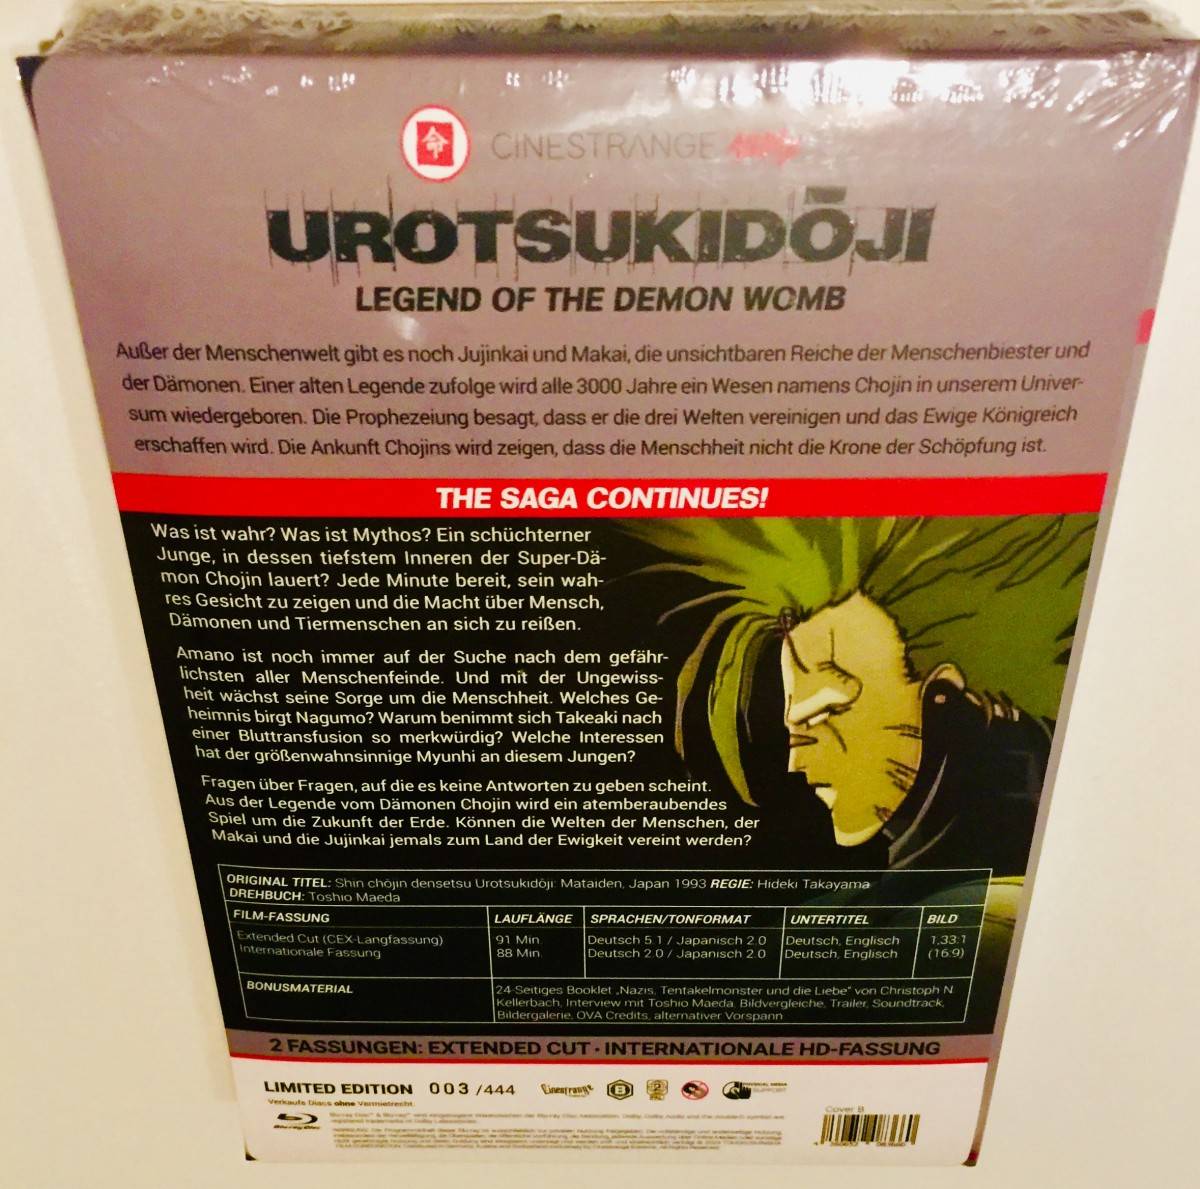 命 CINESTRANGE
UROTSUKIDŌJI
LEGEND OF THE DEMON WOMB
Außer der Menschenwelt gibt es noch Jujinkai und Makai, die unsichtbaren Reiche der Menschenbiester und
der Dämonen. Einer alten Legende zufolge wird alle 3000 Jahre ein Wesen namens Chojin in unserem Univer-
sum wiedergeboren. Die Prophezeiung besagt, dass er die drei Welten vereinigen und das Ewige Königreich
erschaffen wird. Die Ankunft Chojins wird zeigen, dass die Menschheit nicht die Krone der Schöpfung ist.
THE SAGA CONTINUES!
Was ist wahr? Was ist Mythos? Ein schüchterner
Junge, in dessen tiefstem Inneren der Super-Dä-
mon Chojin lauert? Jede Minute bereit, sein wah-
res Gesicht zu zeigen und die Macht über Mensch,
Dämonen und Tiermenschen an sich zu reißen.
Amano ist noch immer auf der Suche nach dem gefähr-
lichsten aller Menschenfeinde. Und mit der Ungewiss-
heit wächst seine Sorge um die Menschheit. Welches Ge-
heimnis birgt Nagumo? Warum benimmt sich Takeaki nach
einer Bluttransfusion so merkwürdig? Welche Interessen
hat der größenwahnsinnige Myunhi an diesem Jungen?
Fragen über Fragen, auf die es keine Antworten zu geben scheint.
Aus der Legende vom Dämonen Chojin wird ein atemberaubendes
Spiel um die Zukunft der Erde. Können die Welten der Menschen, der
Makai und die Jujinkai jemals zum Land der Ewigkeit vereint werden?
ORIGINAL TITEL: Shin chōjin densetsu Urotsukidōji: Mataiden, Japan 1993 REGIE: Hideki Takayama
DREHBUCH: Toshio Maeda
FILM-FASSUNG LAUFLÄNGE SPRACHEN/TONFORMAT UNTERTITEL BILD
Extended Cut (CEX-Langfassung) 91 Min. Deutsch 5.1 / Japanisch 2.0 Deutsch, Englisch 1,33:1
Internationale Fassung 88 Min. Deutsch 2.0 / Japanisch 2.0 Deutsch, Englisch (16:9)
BONUSMATERIAL 24-Seitiges Booklet „Nazis, Tentakelmonster und die Liebe" von Christoph N.
Kellerbach, Interview mit Toshio Maeda, Bildvergleiche, Trailer, Soundtrack,
Bildergalerie, OVA Credits, alternativer Vorspann
2 FASSUNGEN: EXTENDED CUT · INTERNATIONALE HD-FASSUNG
LIMITED EDITION 003 /444 Cinestrange B 2 PHYSICAL MEDIA SUPPORT
Verkaufs Discs ohne Vermietrecht.
Cover B
Blu-ray Disc